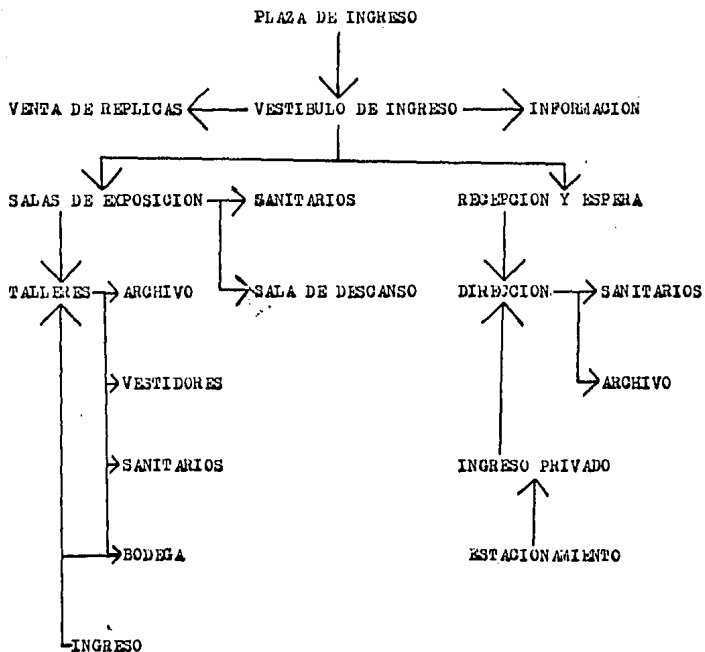 PLAZA DE INGRESO
VENTA DE REPLICAS VESTIBULO DE INGRESO INFORMACION
SALAS DE EXPOSICION SANITARIOS RECEPCION Y ESPERA
TALLERES ARCHIVO SALA DE DESCANSO DIRECCION SANITARIOS
VESTIDORES ARCHIVO
SANITARIOS INGRESO PRIVADO
BODEGA ESTACIONAMIENTO
INGRESO